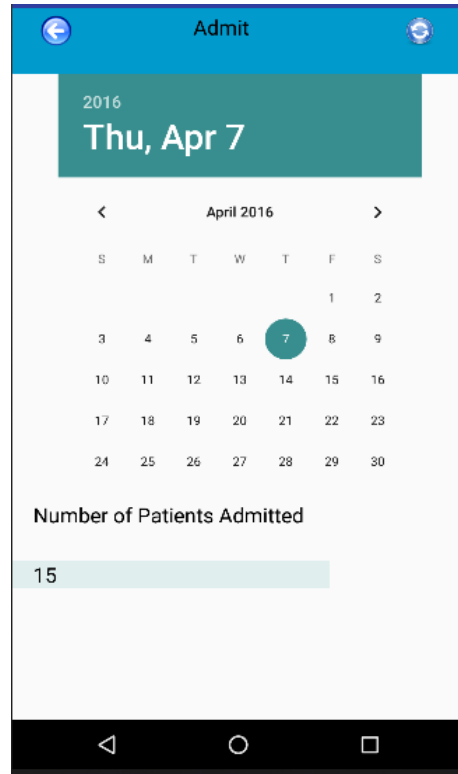 Admit
2016
Thu, Apr 7
April 2016
S M T W T F S
1 2
3 4 5 6 7 8 9
10 11 12 13 14 15 16
17 18 19 20 21 22 23
24 25 26 27 28 29 30
Number of Patients Admitted
15